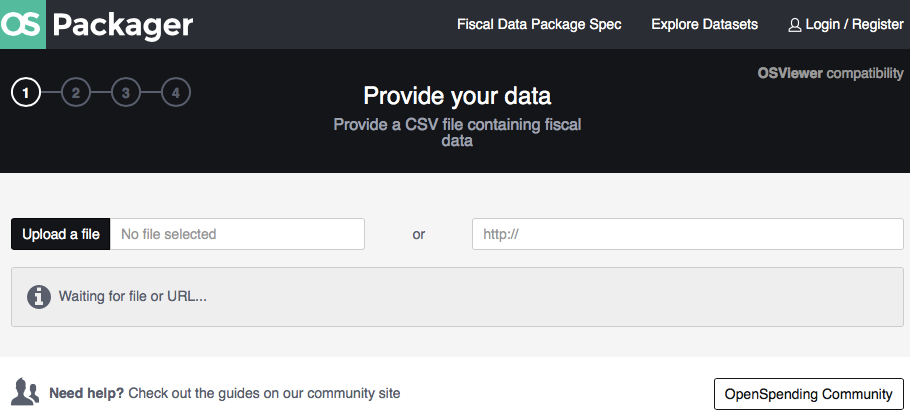 OS Packager
Fiscal Data Package Spec
Explore Datasets
Login / Register
1
2
3
4
OSViewer compatibility
Provide your data
Provide a CSV file containing fiscal
data
Upload a file
No file selected
or
http://
Waiting for file or URL...
Need help? Check out the guides on our community site
OpenSpending Community